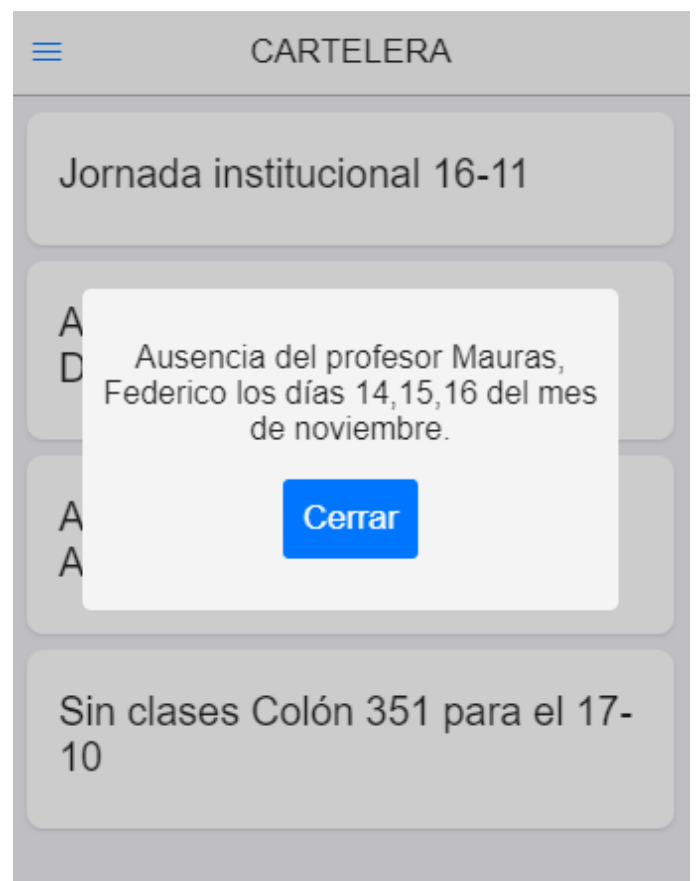 CARTELERA
Jornada institucional 16-11
A
D
Ausencia del profesor Mauras,
Federico los días 14,15,16 del mes
de noviembre.
Cerrar
A
A
Sin clases Colón 351 para el 17-
10